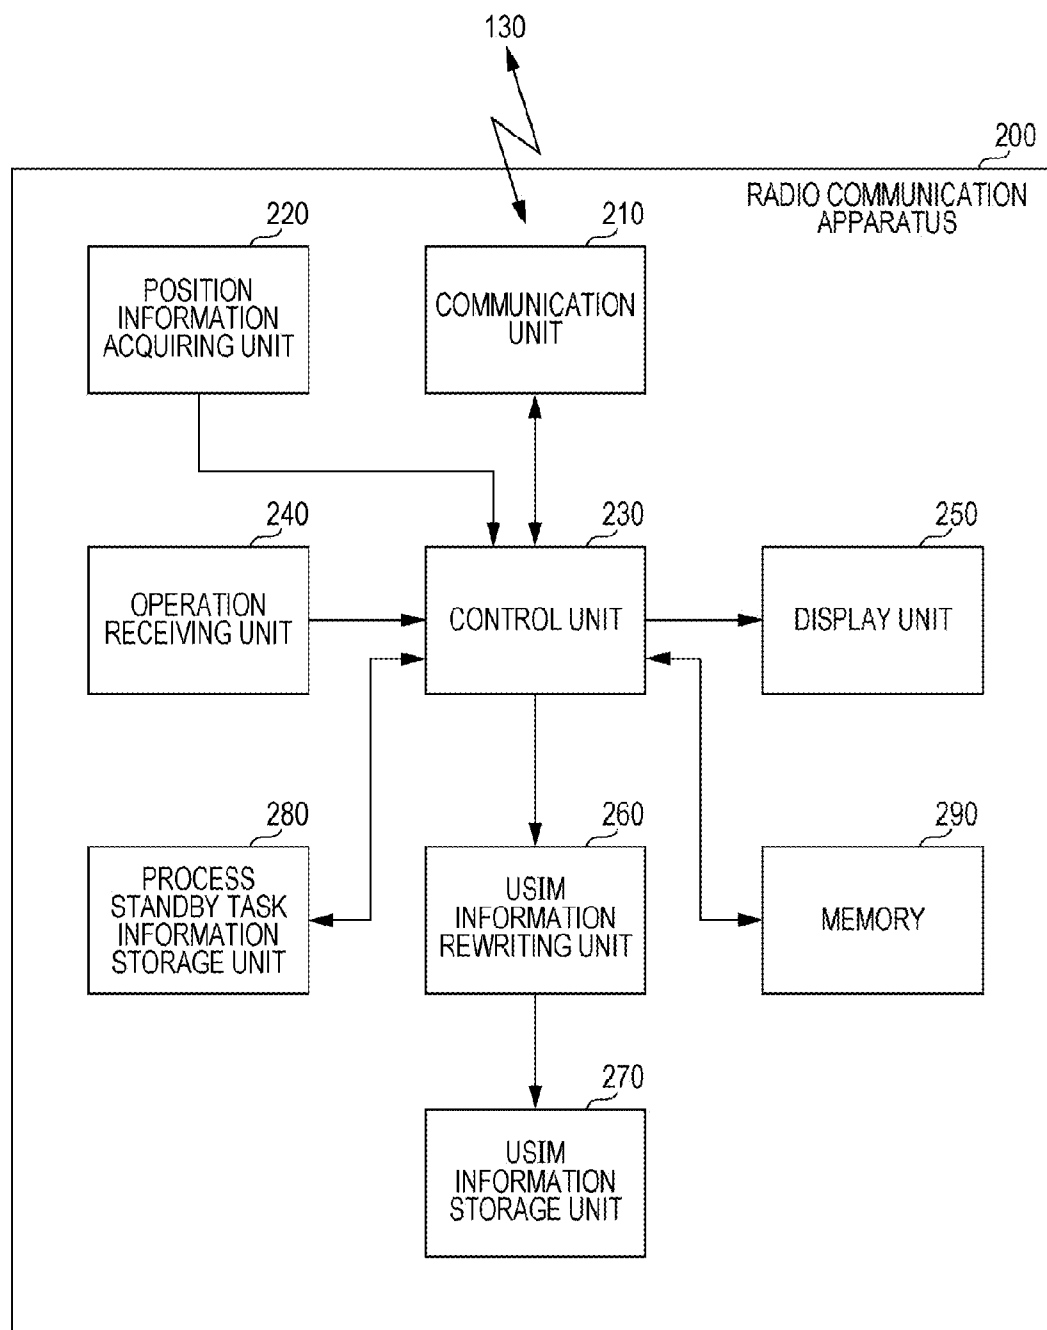 130
200
RADIO COMMUNICATION
APPARATUS
220
POSITION
INFORMATION
ACQUIRING UNIT
210
COMMUNICATION
UNIT
240
OPERATION
RECEIVING UNIT
230
CONTROL UNIT
250
DISPLAY UNIT
280
PROCESS
STANDBY TASK
INFORMATION
STORAGE UNIT
260
USIM
INFORMATION
REWRITING UNIT
290
MEMORY
270
USIM
INFORMATION
STORAGE UNIT